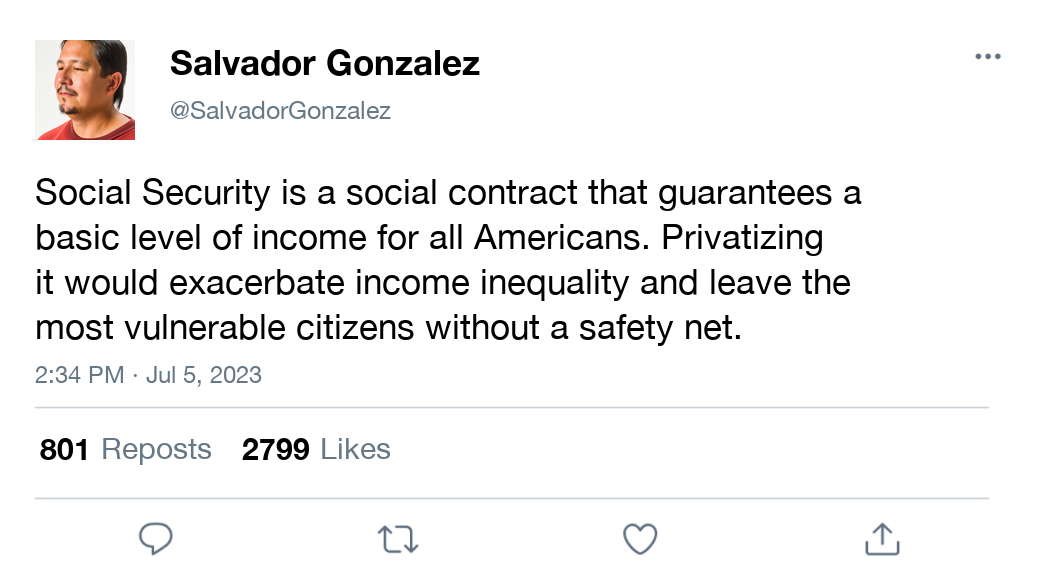 Salvador Gonzalez
@SalvadorGonzalez
Social Security is a social contract that guarantees a
basic level of income for all Americans. Privatizing
it would exacerbate income inequality and leave the
most vulnerable citizens without a safety net.
2:34 PM · Jul 5, 2023
801 Reposts 2799 Likes